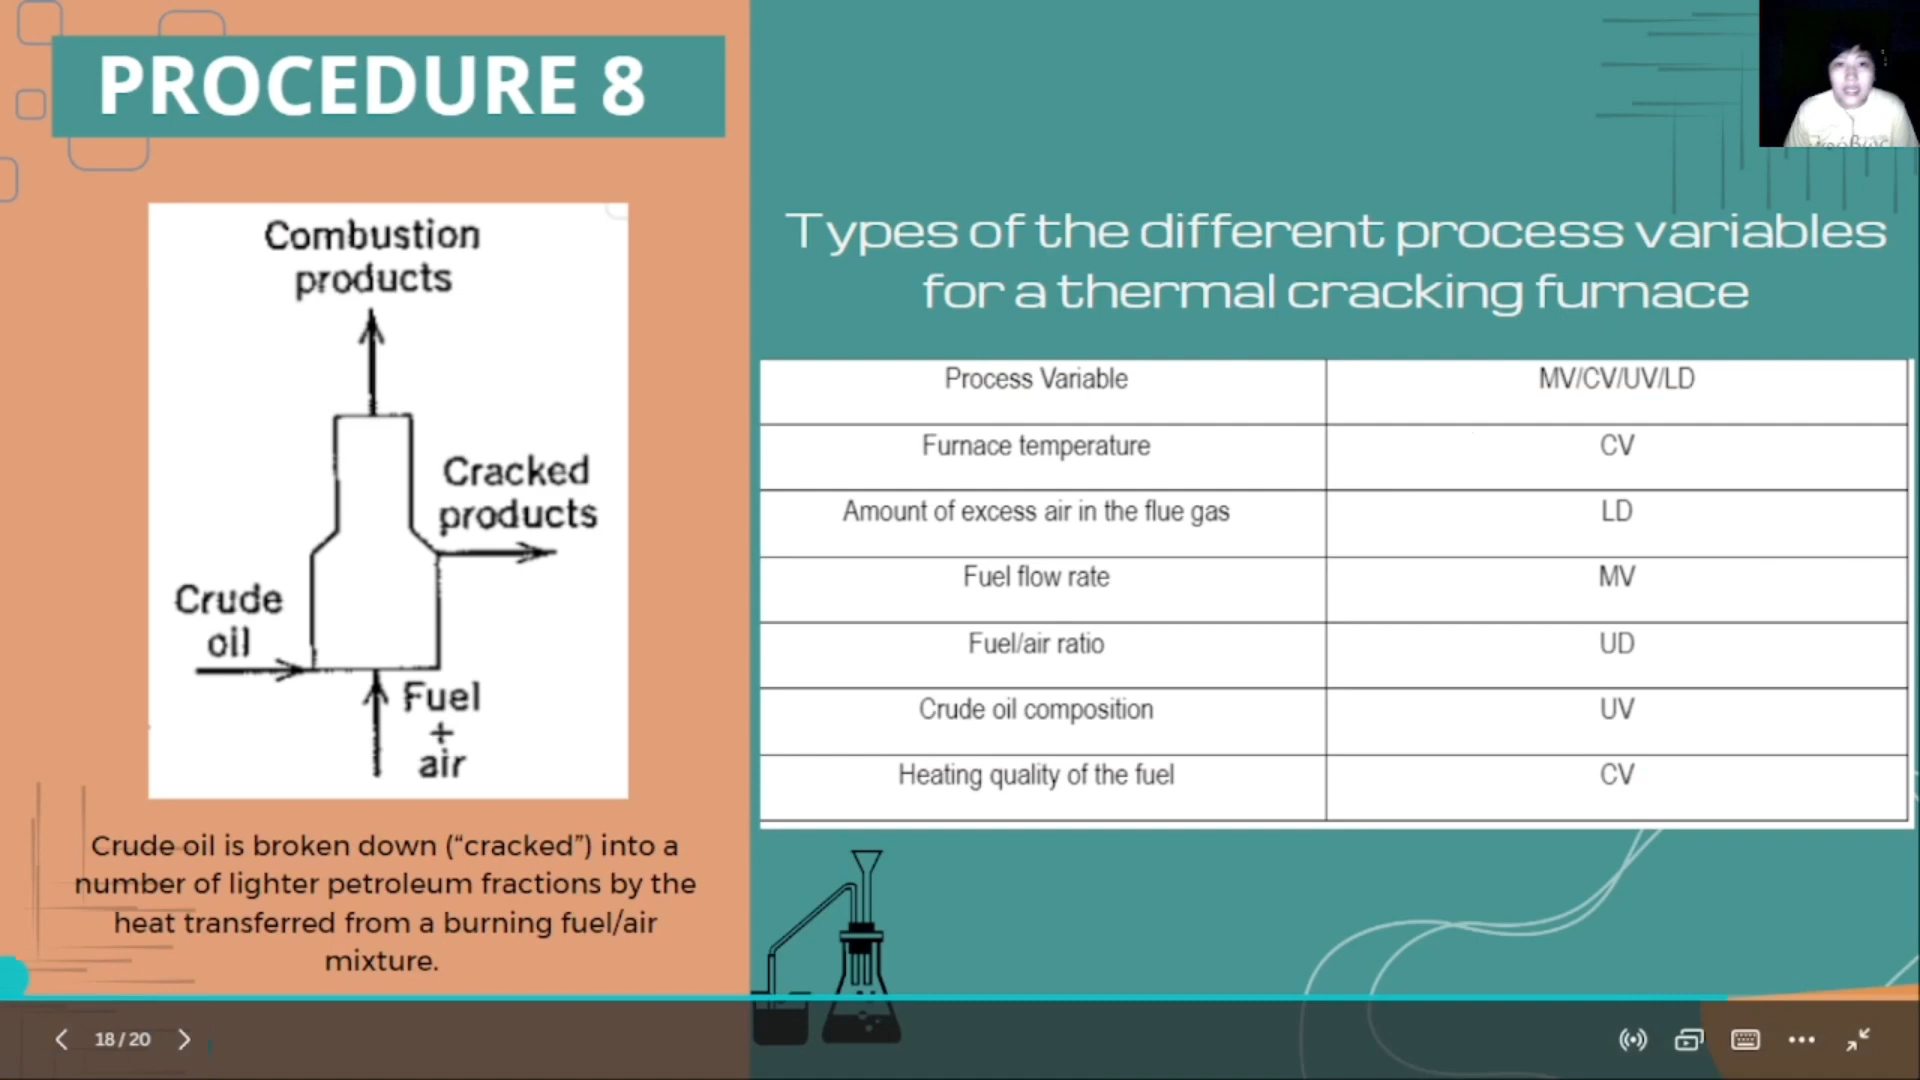 PROCEDURE 8
Combustion
products
Cracked
products
Crude
oil
Fuel
+
air
Crude oil is broken down (“cracked”) into a
number of lighter petroleum fractions by the
heat transferred from a burning fuel/air
mixture.
Types of the different process variables
for a thermal cracking furnace
Process Variable MV/CV/UV/LD
Furnace temperature CV
Amount of excess air in the flue gas LD
Fuel flow rate MV
Fuel/air ratio UD
Crude oil composition UV
Heating quality of the fuel CV
18 / 20